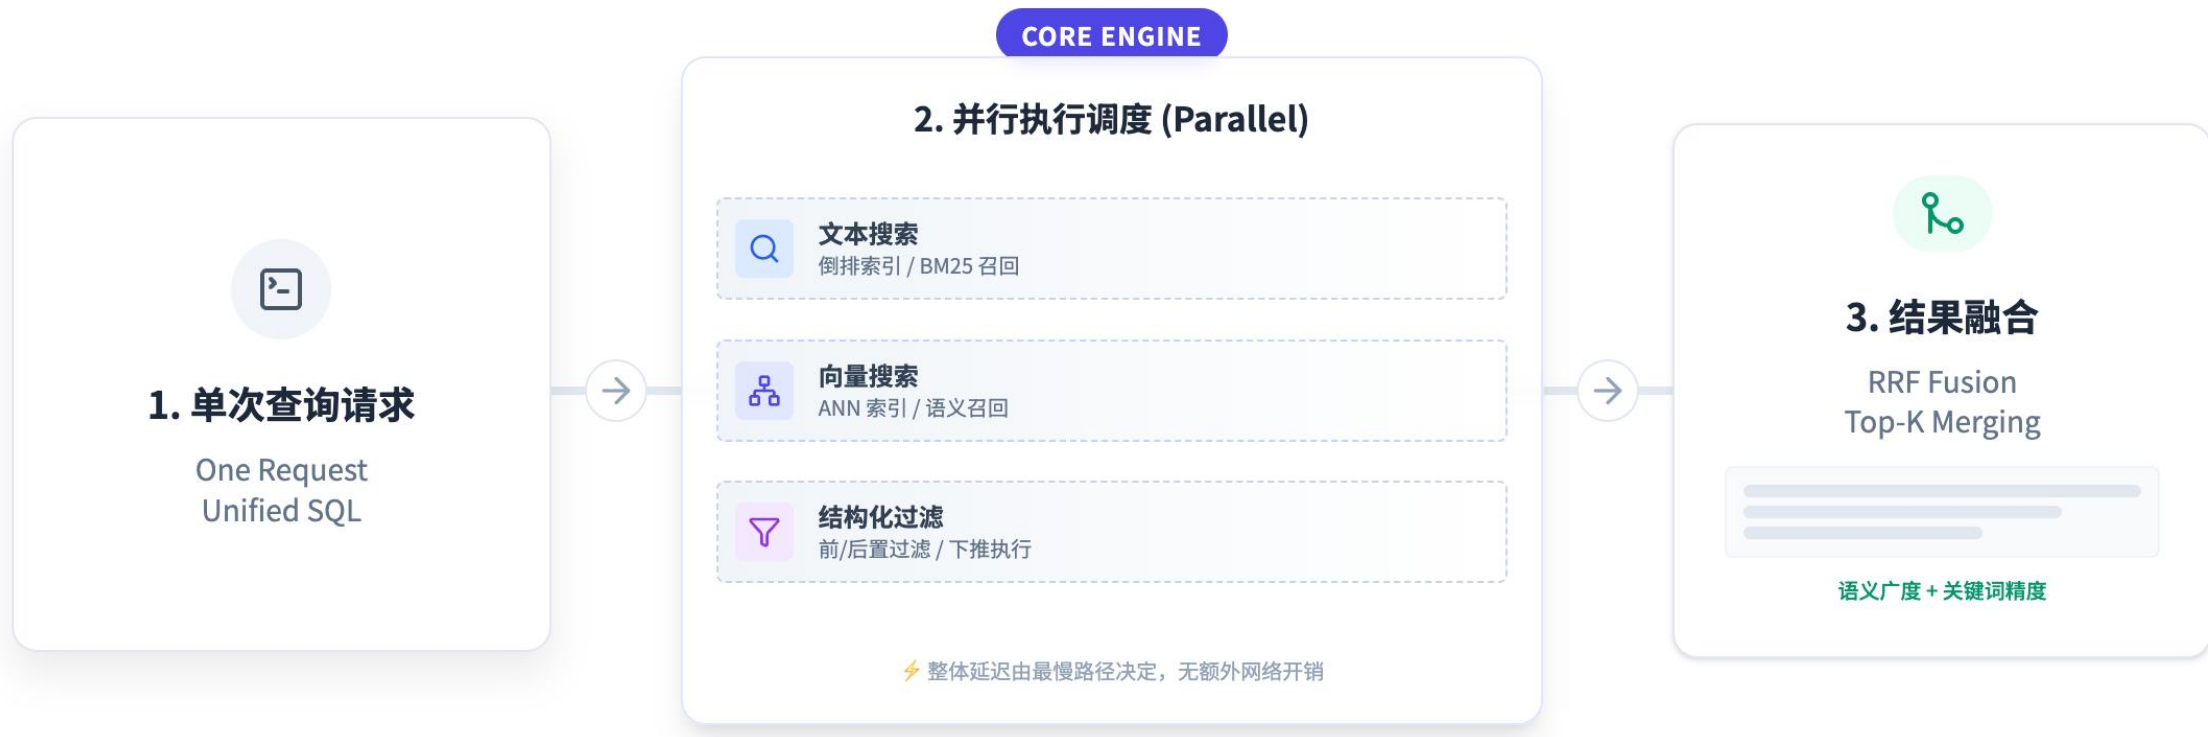 CORE ENGINE
1. 单次查询请求
One Request
Unified SQL
2. 并行执行调度 (Parallel)
文本搜索
倒排索引 / BM25 召回
向量搜索
ANN 索引 / 语义召回
结构化过滤
前/后置过滤 / 下推执行
⚡ 整体延迟由最慢路径决定，无额外网络开销
3. 结果融合
RRF Fusion
Top-K Merging
语义广度 + 关键词精度